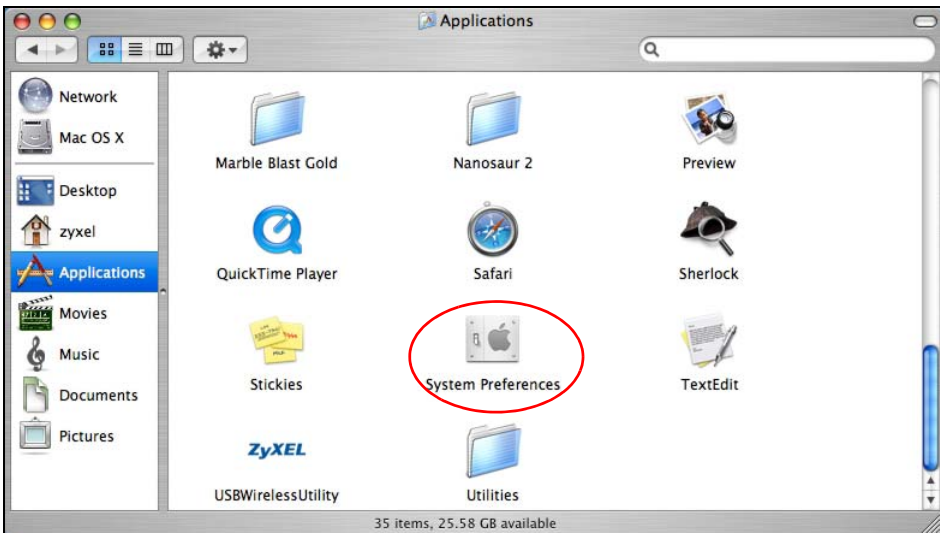 Applications
Network
Mac OS X
Desktop
zyxel
Applications
Movies
Music
Documents
Pictures
Marble Blast Gold
Nanosaur 2
Preview
QuickTime Player
Safari
Sherlock
Stickies
System Preferences
TextEdit
ZyXEL
USBWirelessUtility
Utilities
35 items, 25.58 GB available